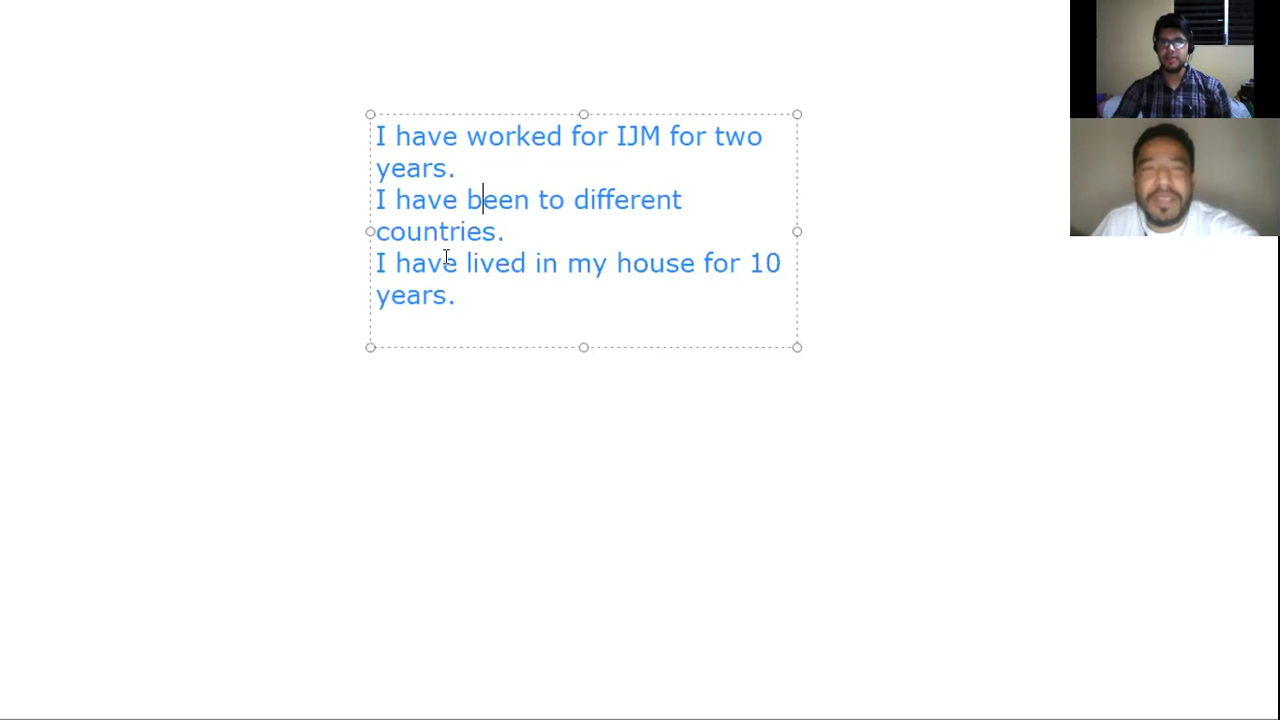 I have worked for IJM for two
years.
I have been to different
countries.
I have lived in my house for 10
years.